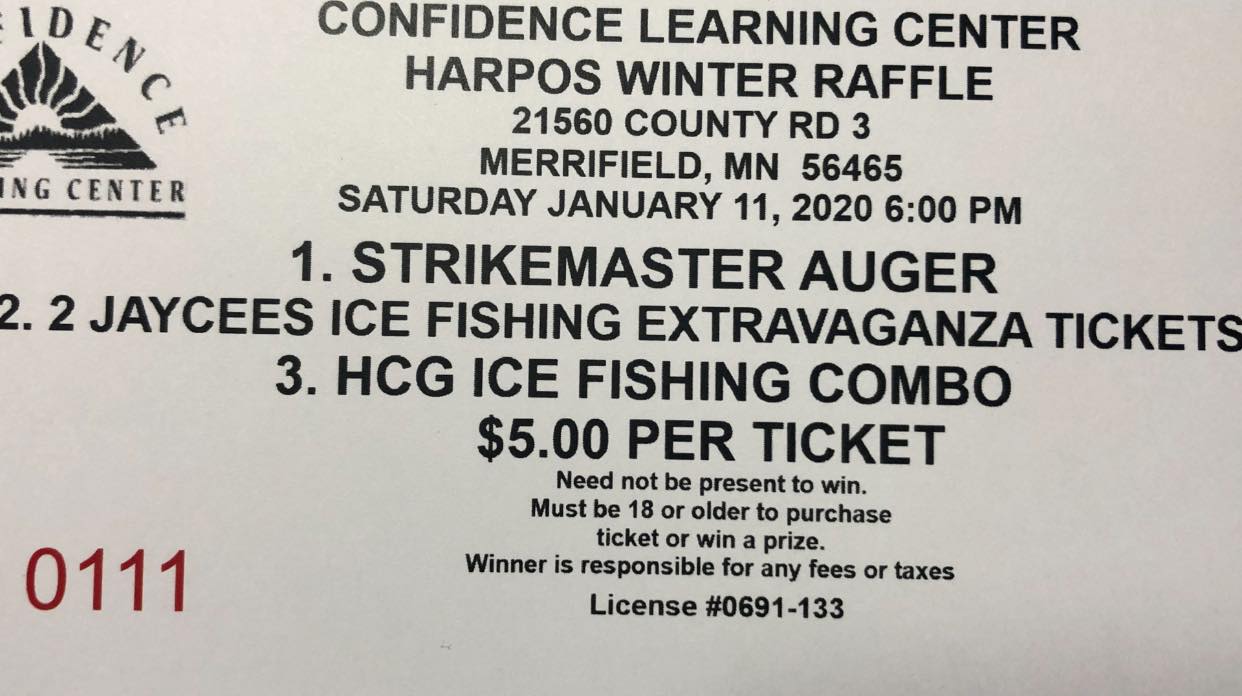 IDENCE
ING CENTER
CONFIDENCE LEARNING CENTER
HARPOS WINTER RAFFLE
21560 COUNTY RD 3
MERRIFIELD, MN 56465
SATURDAY JANUARY 11, 2020 6:00 PM
1. STRIKEMASTER AUGER
2. 2 JAYCEES ICE FISHING EXTRAVAGANZA TICKETS
3. HCG ICE FISHING COMBO
$5.00 PER TICKET
Need not be present to win.
Must be 18 or older to purchase
ticket or win a prize.
Winner is responsible for any fees or taxes
License #0691-133
0111